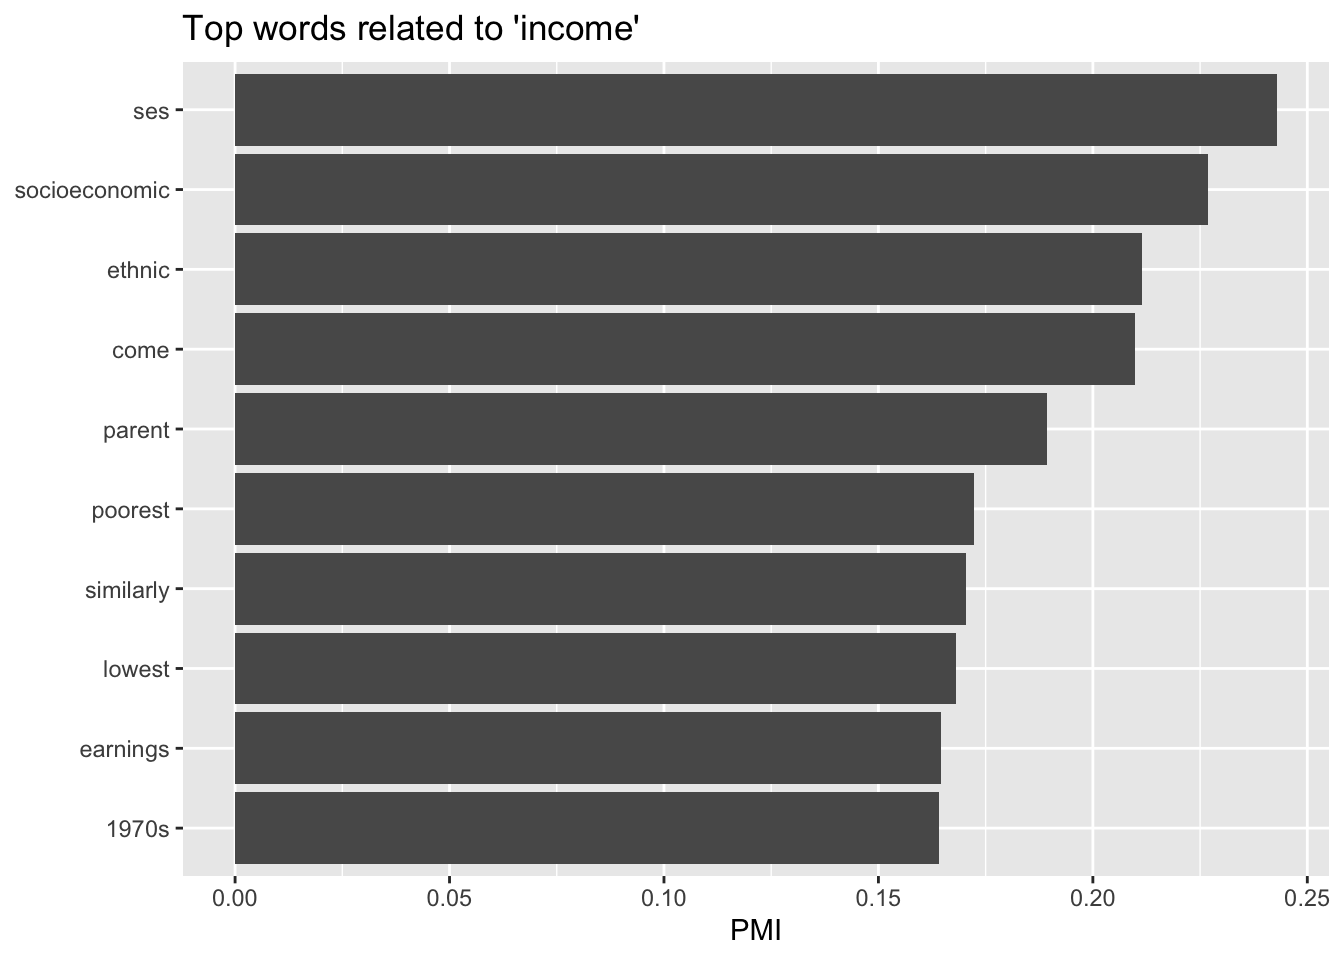 Top words related to 'income'
ses
socioeconomic
ethnic
come
parent
poorest
similarly
lowest
earnings
1970s
0.00 0.05 0.10 0.15 0.20 0.25
PMI